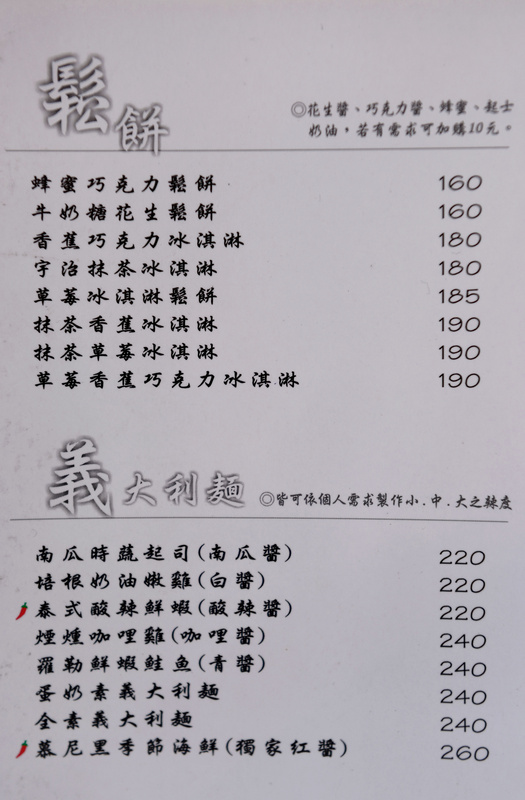 鬆餅
◎花生醬、巧克力醬、蜂蜜、起士
奶油，若有需求可加購10元。
蜂蜜巧克力鬆餅 160
牛奶糖花生鬆餅 160
香蕉巧克力冰淇淋 180
宇治抹茶冰淇淋 180
草莓冰淇淋鬆餅 185
抹茶香蕉冰淇淋 190
抹茶草莓冰淇淋 190
草莓香蕉巧克力冰淇淋 190
義大利麵 ◎皆可依個人需求製作小.中.大之辣度
南瓜時蔬起司(南瓜醬) 220
培根奶油嫩雞(白醬) 220
泰式酸辣鮮蝦(酸辣醬) 220
煙燻咖哩雞(咖哩醬) 240
羅勒鮮蝦鮭魚(青醬) 240
蛋奶素義大利麵 240
全素義大利麵 240
慕尼黑季節海鮮(獨家紅醬) 260